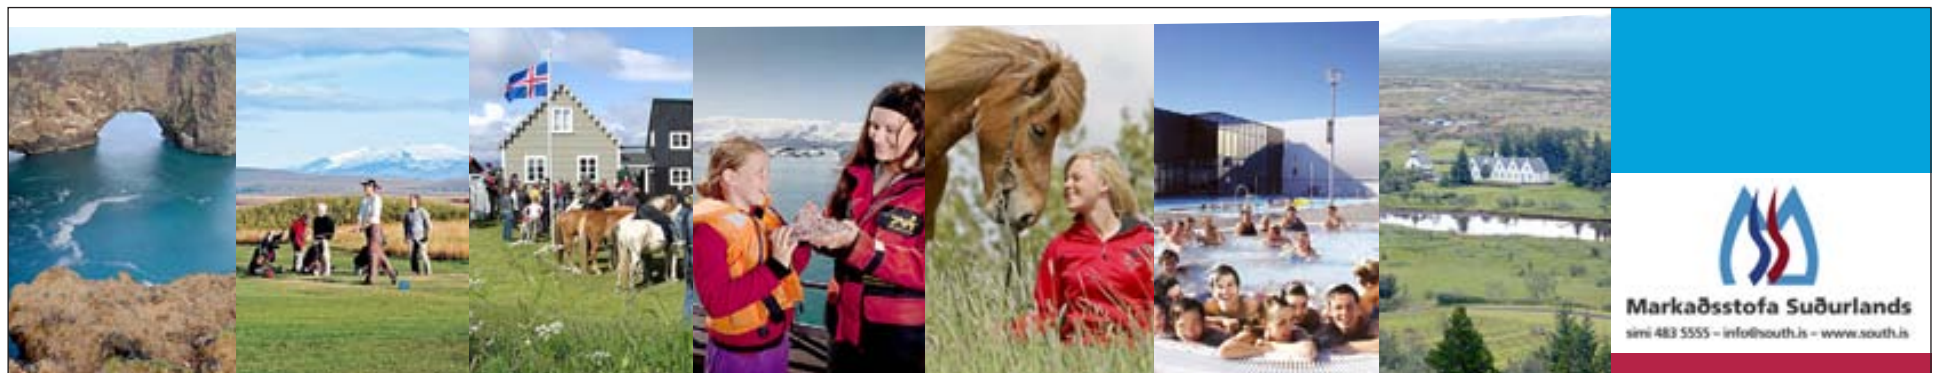 Markaðsstofa Suðurlands
sími 483 5555 – info@south.is – www.south.is